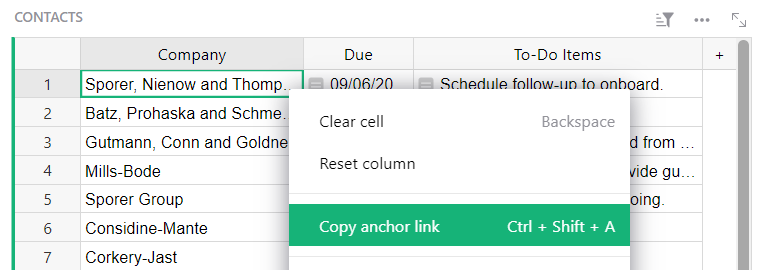 CONTACTS
Company Due To-Do Items +
1 Sporer, Nienow and Thomp... 09/06/20 Schedule follow-up to onboard.
2 Batz, Prohaska and Schme...
3 Gutmann, Conn and Goldne d from ...
4 Mills-Bode vide gu...
5 Sporer Group oing.
6 Considine-Mante
7 Corkery-Jast
Clear cell Backspace
Reset column
Copy anchor link Ctrl + Shift + A